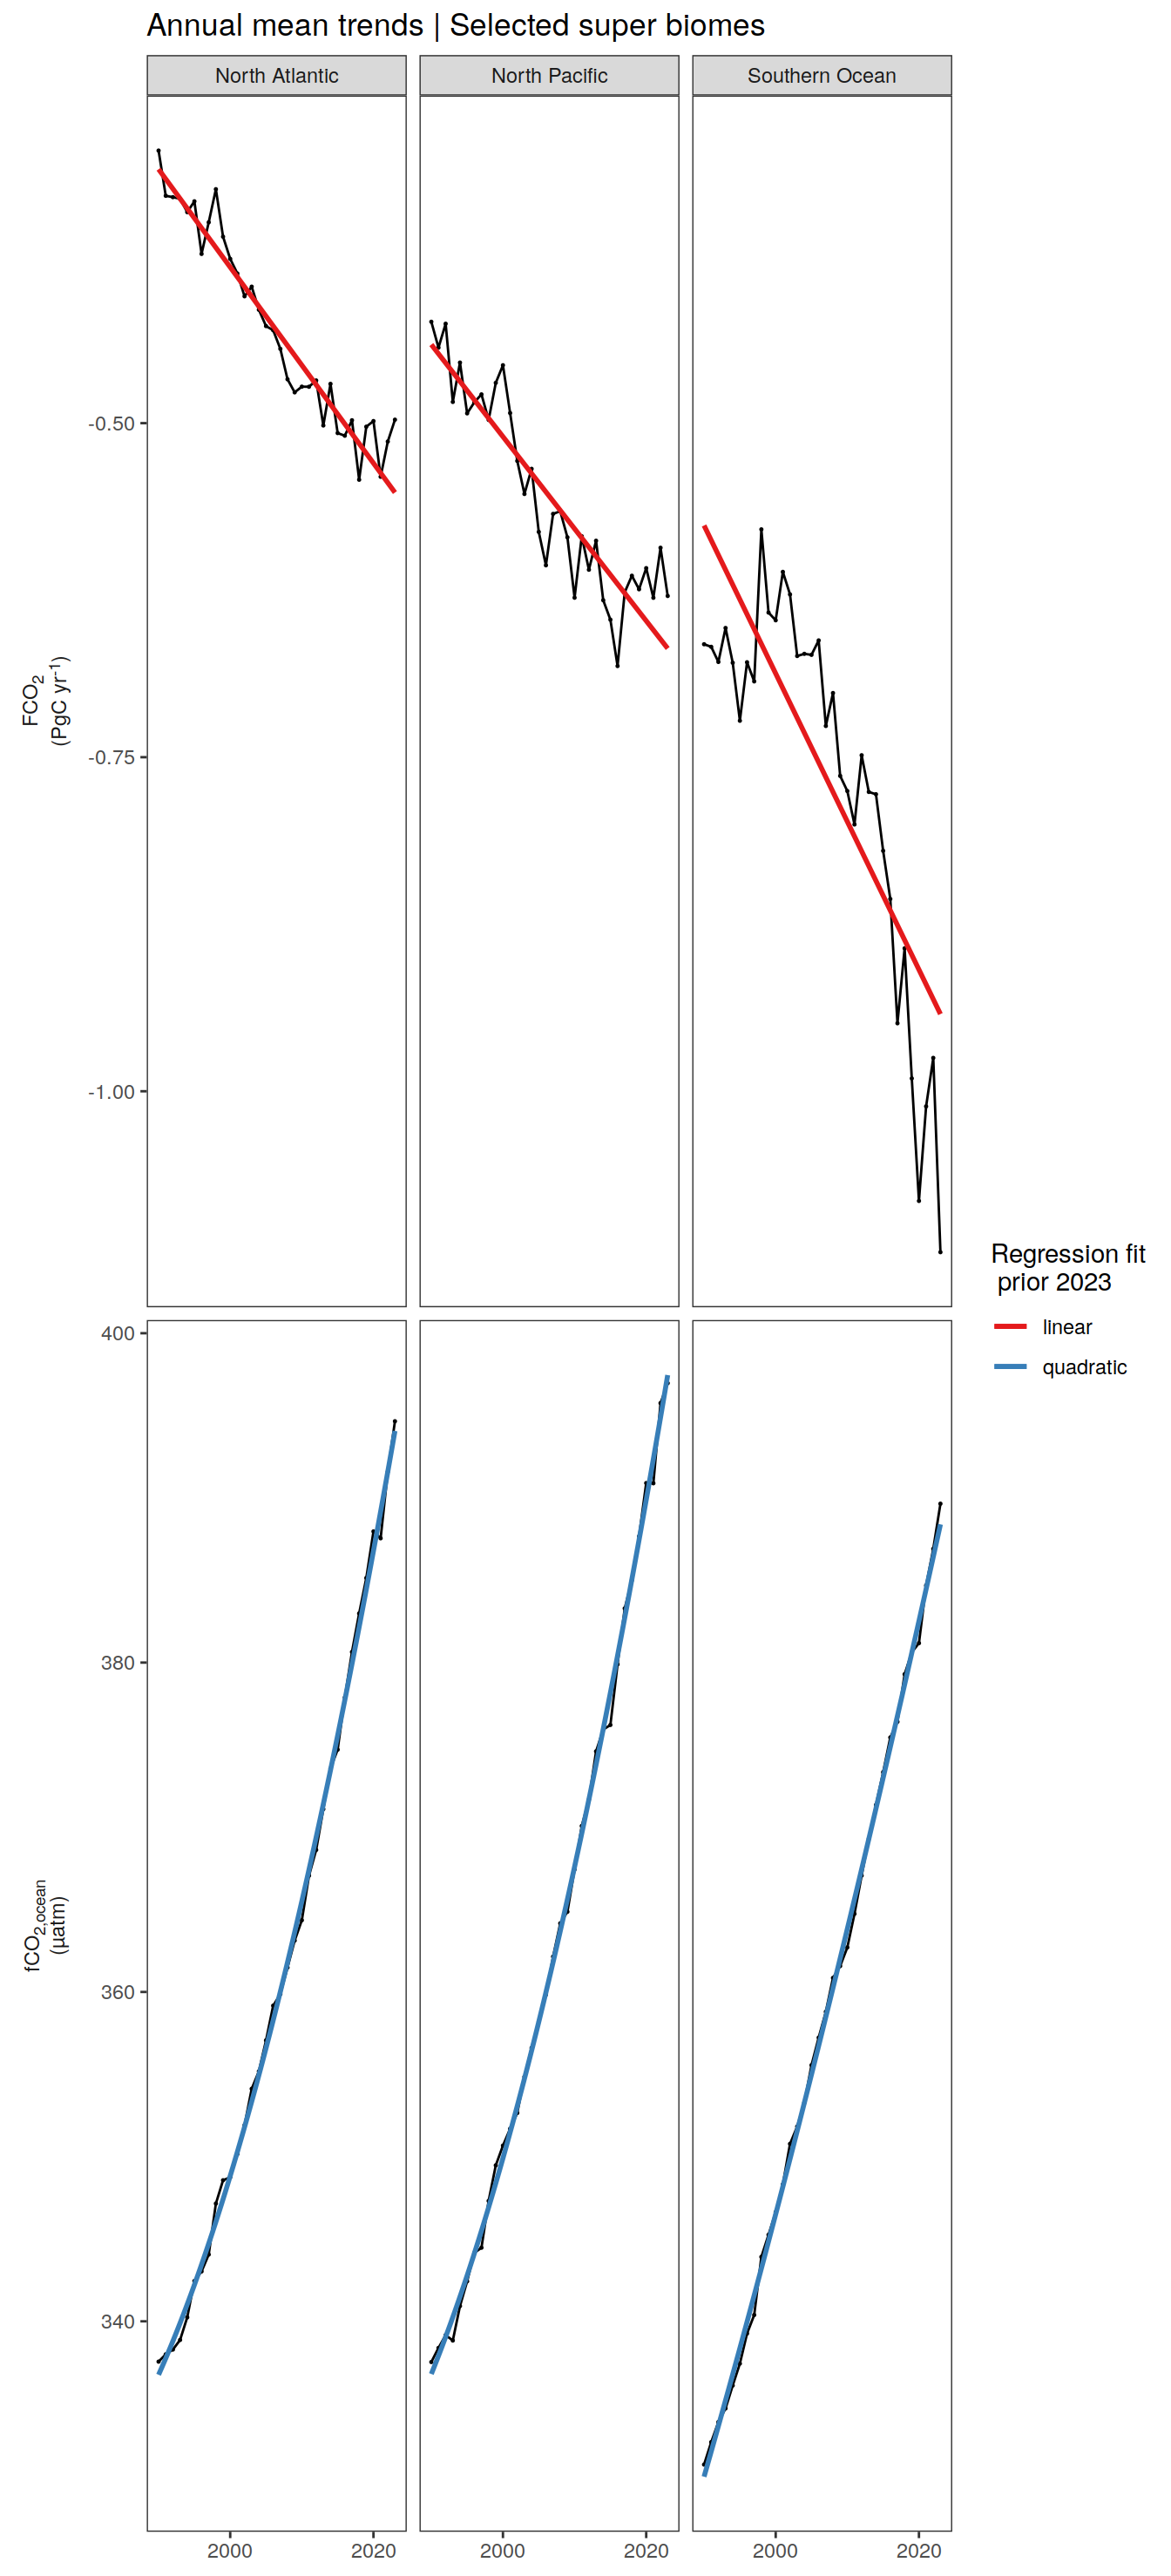 Annual mean trends | Selected super biomes
North Atlantic
North Pacific
Southern Ocean
-0.50
-0.75
-1.00
FCO₂
(PgC yr⁻¹)
400
380
360
340
fCO₂,ocean
(µatm)
2000
2020
2000
2020
2000
2020
Regression fit
prior 2023
linear
quadratic